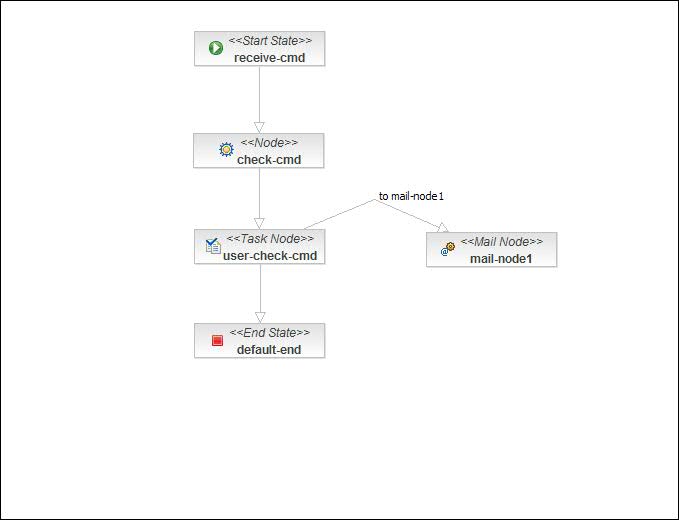 <<Start State>>
receive-cmd
<<Node>>
check-cmd
to mail-node1
<<Task Node>>
user-check-cmd
<<Mail Node>>
mail-node1
<<End State>>
default-end